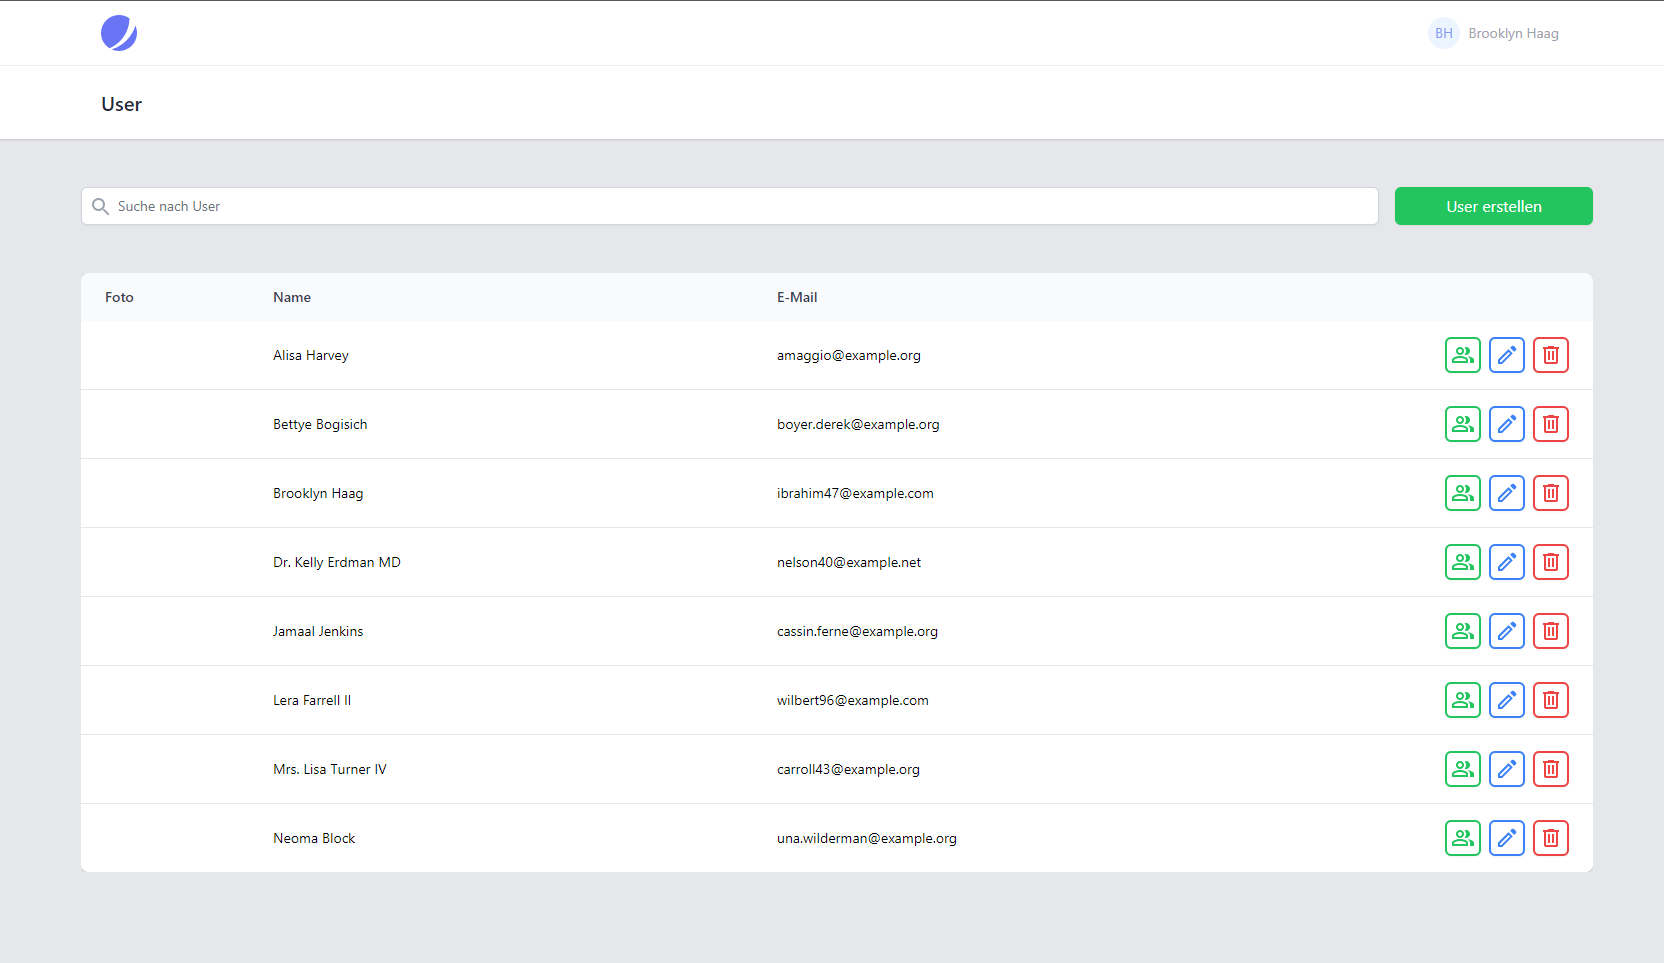 BH Brooklyn Haag
User
Suche nach User
User erstellen
Foto Name E-Mail
Alisa Harvey amaggio@example.org
Bettye Bogisich boyer.derek@example.org
Brooklyn Haag ibrahim47@example.com
Dr. Kelly Erdman MD nelson40@example.net
Jamaal Jenkins cassin.ferne@example.org
Lera Farrell II wilbert96@example.com
Mrs. Lisa Turner IV carroll43@example.org
Neoma Block una.wilderman@example.org